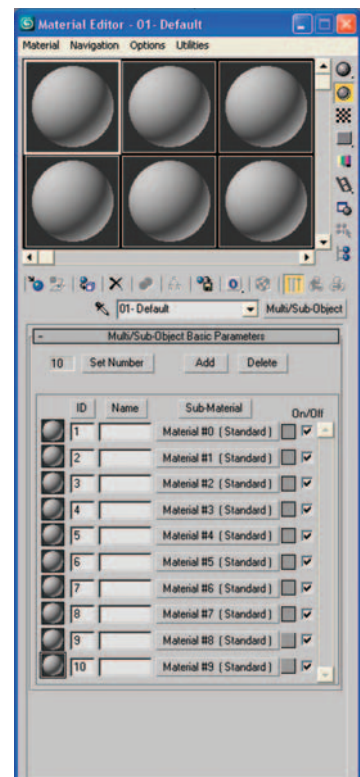 Material Editor - 01- Default
Material Navigation Options Utilities
01- Default Multi/Sub-Object
- Multi/Sub-Object Basic Parameters
10 Set Number Add Delete
ID Name Sub-Material On/Off
1 Material #0 ( Standard )
2 Material #1 ( Standard )
3 Material #2 ( Standard )
4 Material #3 ( Standard )
5 Material #4 ( Standard )
6 Material #5 ( Standard )
7 Material #6 ( Standard )
8 Material #7 ( Standard )
9 Material #8 ( Standard )
10 Material #9 ( Standard )